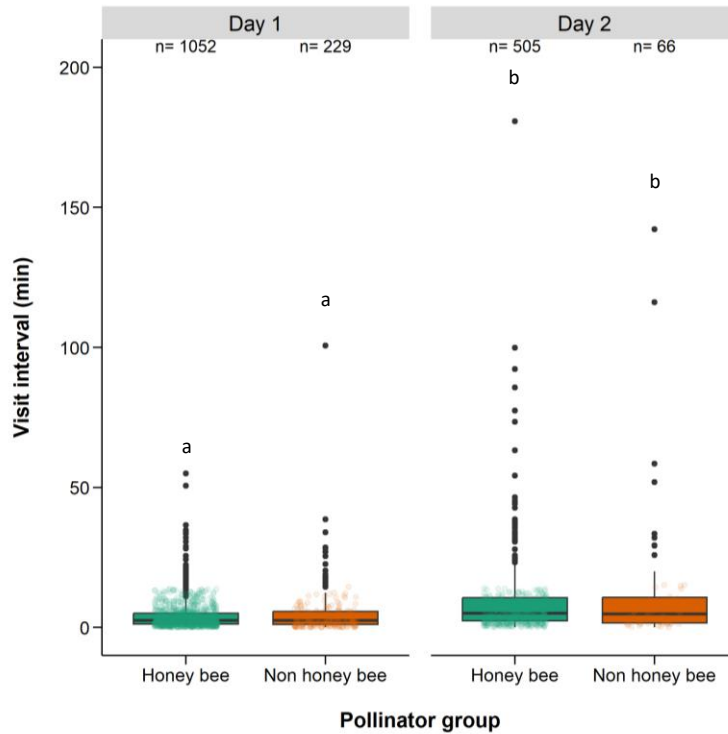 Day 1 Day 2
n= 1052 n= 229 n= 505 n= 66
200
b
150
b
a
100
a
50
0
Visit interval (min)
Honey bee Non honey bee Honey bee Non honey bee
Pollinator group